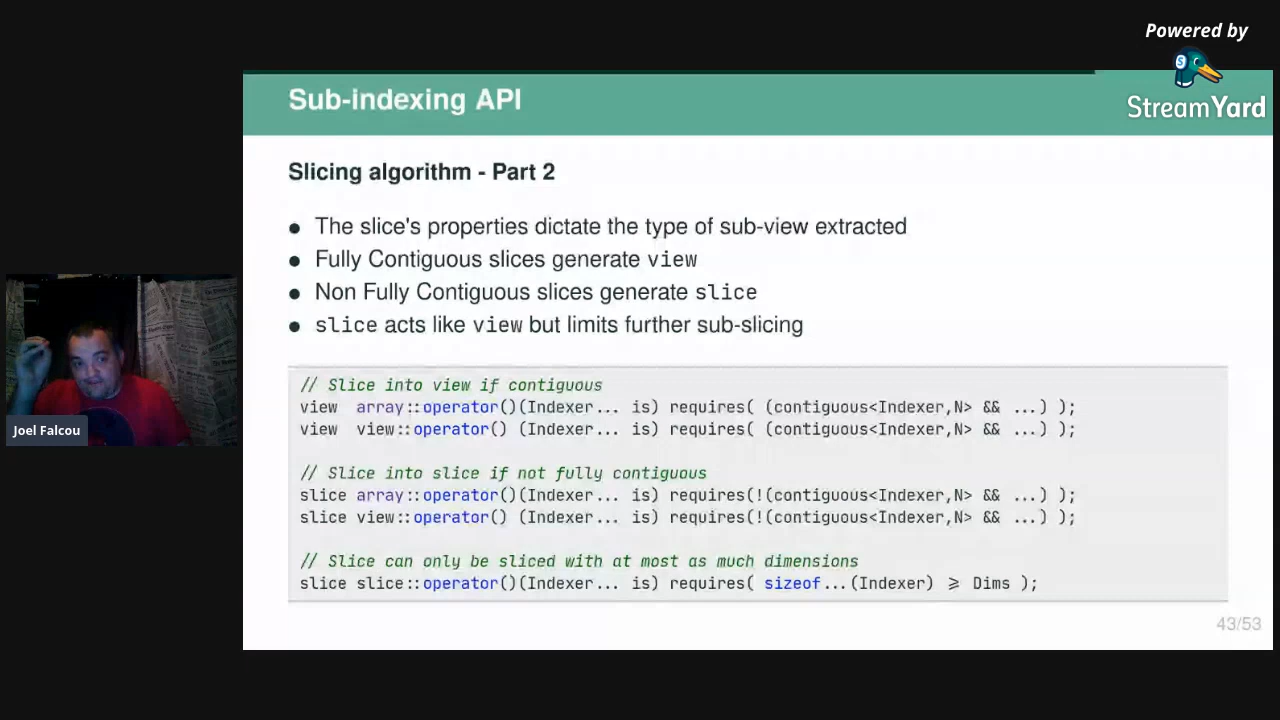 Powered by
StreamYard
Sub-indexing API
Slicing algorithm - Part 2
● The slice's properties dictate the type of sub-view extracted
● Fully Contiguous slices generate view
● Non Fully Contiguous slices generate slice
● slice acts like view but limits further sub-slicing
// Slice into view if contiguous
view  array::operator()(Indexer... is) requires( (contiguous<Indexer,N> && ...) );
view  view::operator() (Indexer... is) requires( (contiguous<Indexer,N> && ...) );
// Slice into slice if not fully contiguous
slice array::operator()(Indexer... is) requires(!(contiguous<Indexer,N> && ...) );
slice view::operator() (Indexer... is) requires(!(contiguous<Indexer,N> && ...) );
// Slice can only be sliced with at most as much dimensions
slice slice::operator()(Indexer... is) requires( sizeof...(Indexer) ⩾ Dims );
Joel Falcou
43/53